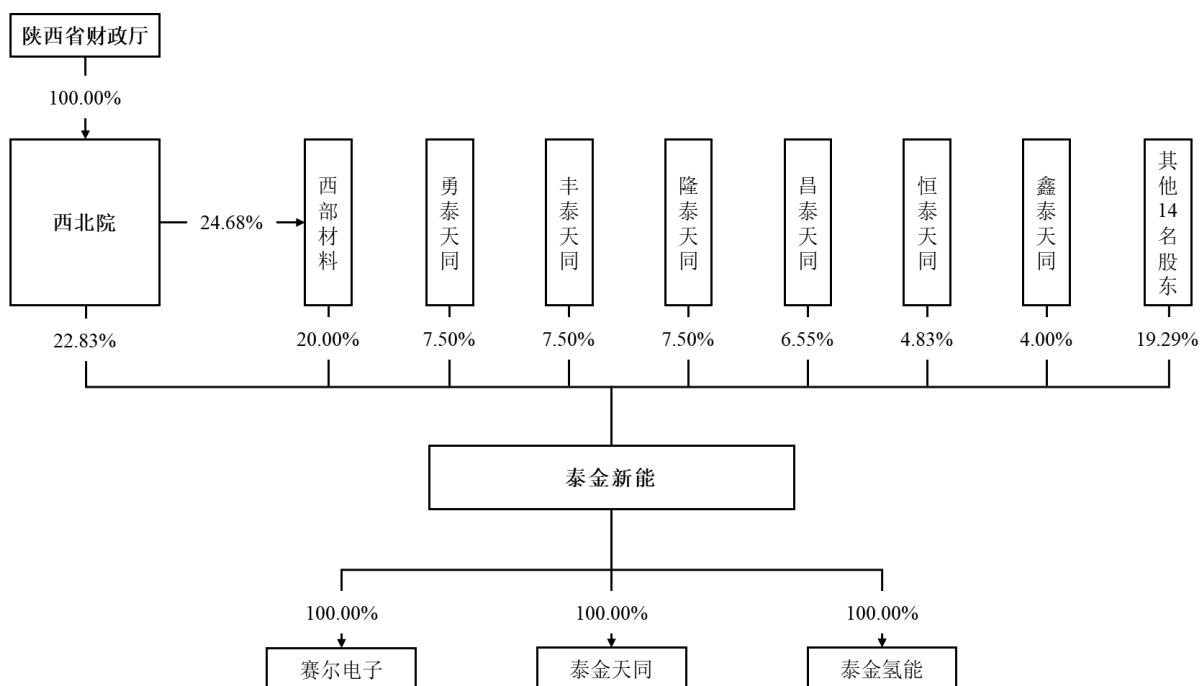 陕西省财政厅
100.00%
西北院
24.68%
西部材料
勇泰天同
丰泰天同
隆泰天同
昌泰天同
恒泰天同
鑫泰天同
其他14名股东
22.83%
20.00%
7.50%
7.50%
7.50%
6.55%
4.83%
4.00%
19.29%
泰金新能
100.00%
100.00%
100.00%
赛尔电子
泰金天同
泰金氢能